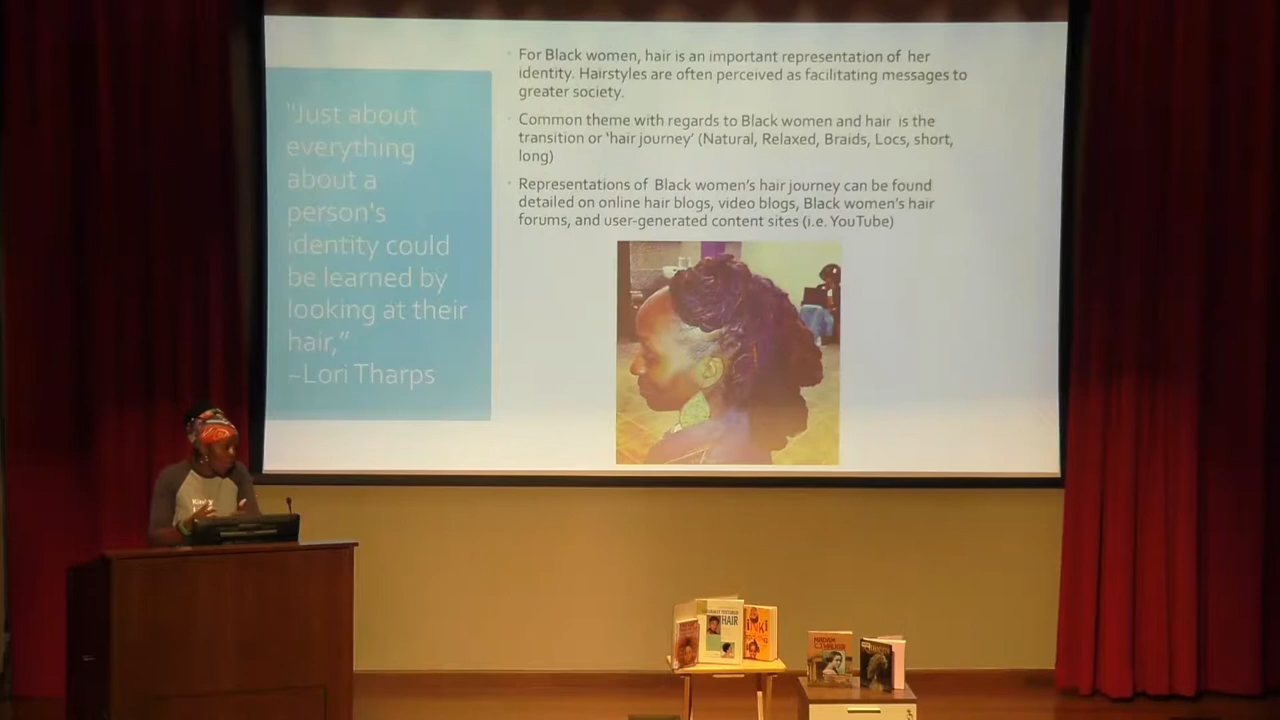 "Just about
everything
about a
person's
identity could
be learned by
looking at their
hair,”
~Lori Tharps
For Black women, hair is an important representation of her
identity. Hairstyles are often perceived as facilitating messages to
greater society.
Common theme with regards to Black women and hair is the
transition or ‘hair journey’ (Natural, Relaxed, Braids, Locs, short,
long)
Representations of Black women’s hair journey can be found
detailed on online hair blogs, video blogs, Black women’s hair
forums, and user-generated content sites (i.e. YouTube)
HAIR
MADAM
C.J. WALKER